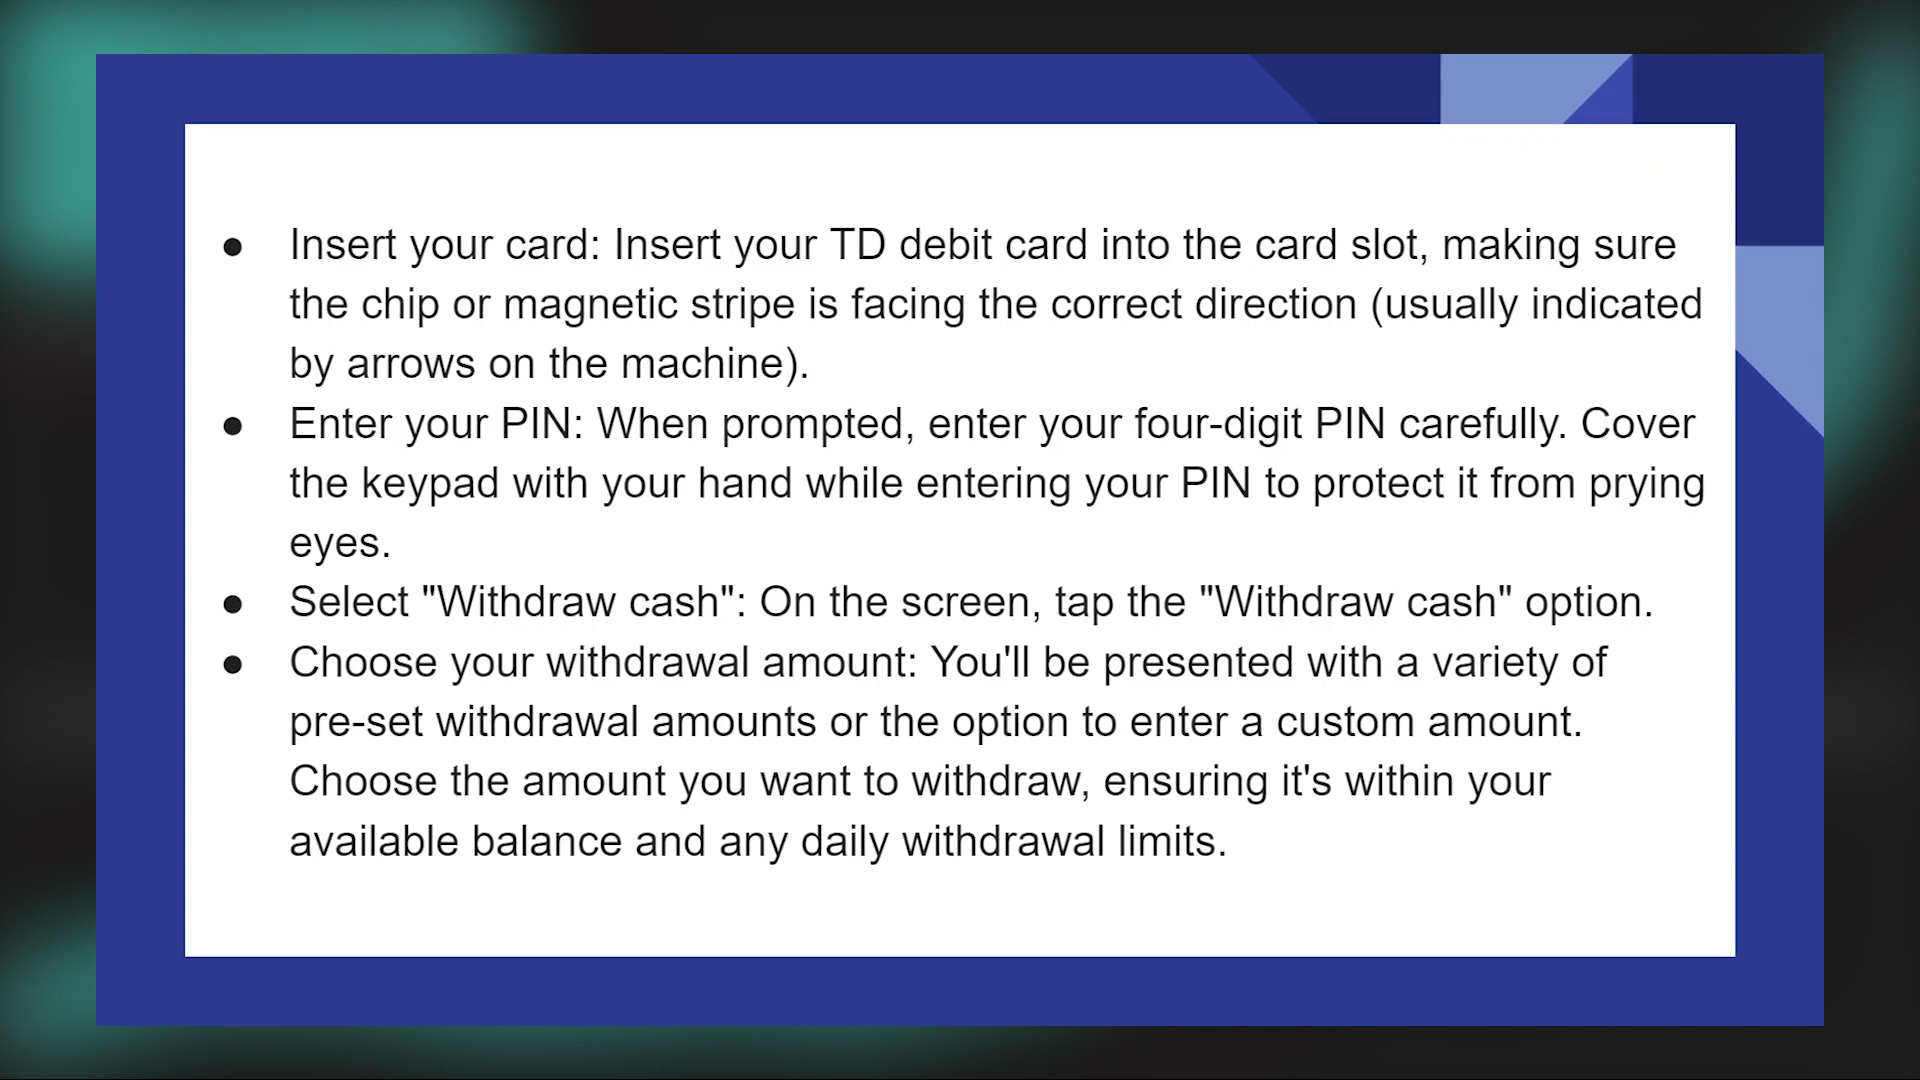 ● Insert your card: Insert your TD debit card into the card slot, making sure
the chip or magnetic stripe is facing the correct direction (usually indicated
by arrows on the machine).
● Enter your PIN: When prompted, enter your four-digit PIN carefully. Cover
the keypad with your hand while entering your PIN to protect it from prying
eyes.
● Select "Withdraw cash": On the screen, tap the "Withdraw cash" option.
● Choose your withdrawal amount: You'll be presented with a variety of
pre-set withdrawal amounts or the option to enter a custom amount.
Choose the amount you want to withdraw, ensuring it's within your
available balance and any daily withdrawal limits.